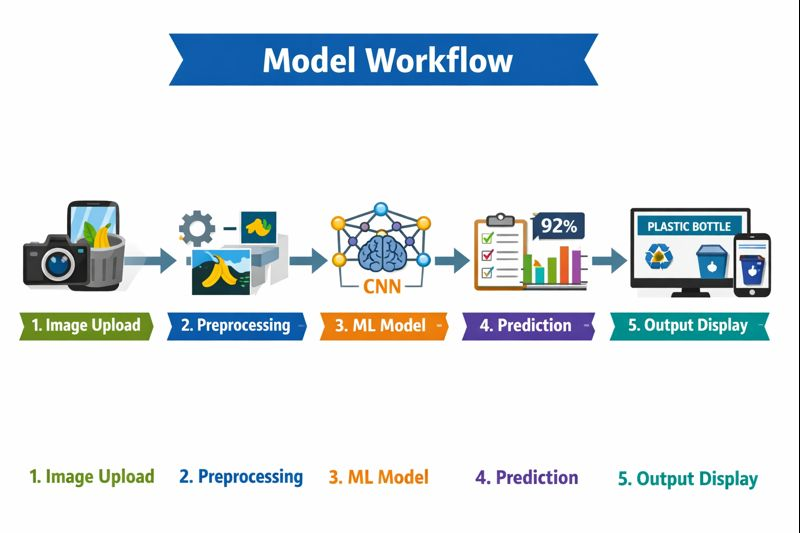 Model Workflow
92%
PLASTIC BOTTLE
CNN
1. Image Upload
2. Preprocessing
3. ML Model
4. Prediction
5. Output Display
1. Image Upload
2. Preprocessing
3. ML Model
4. Prediction
5. Output Display